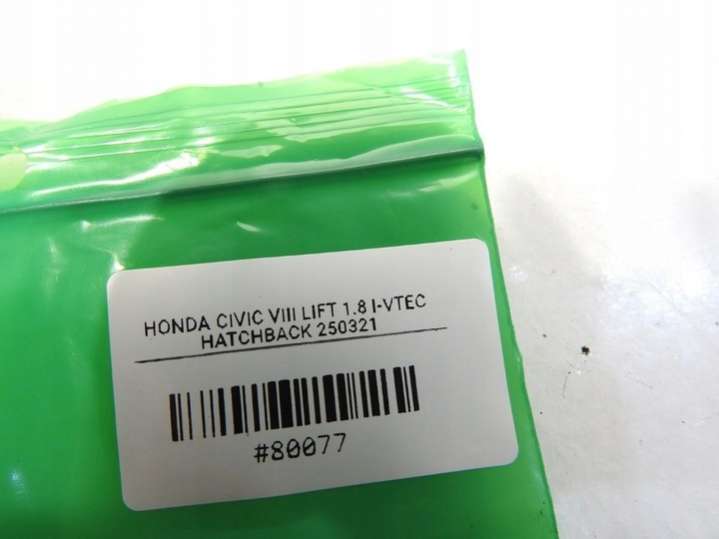 HONDA CIVIC VIII LIFT 1.8 I-VTEC
HATCHBACK 250321
#80077